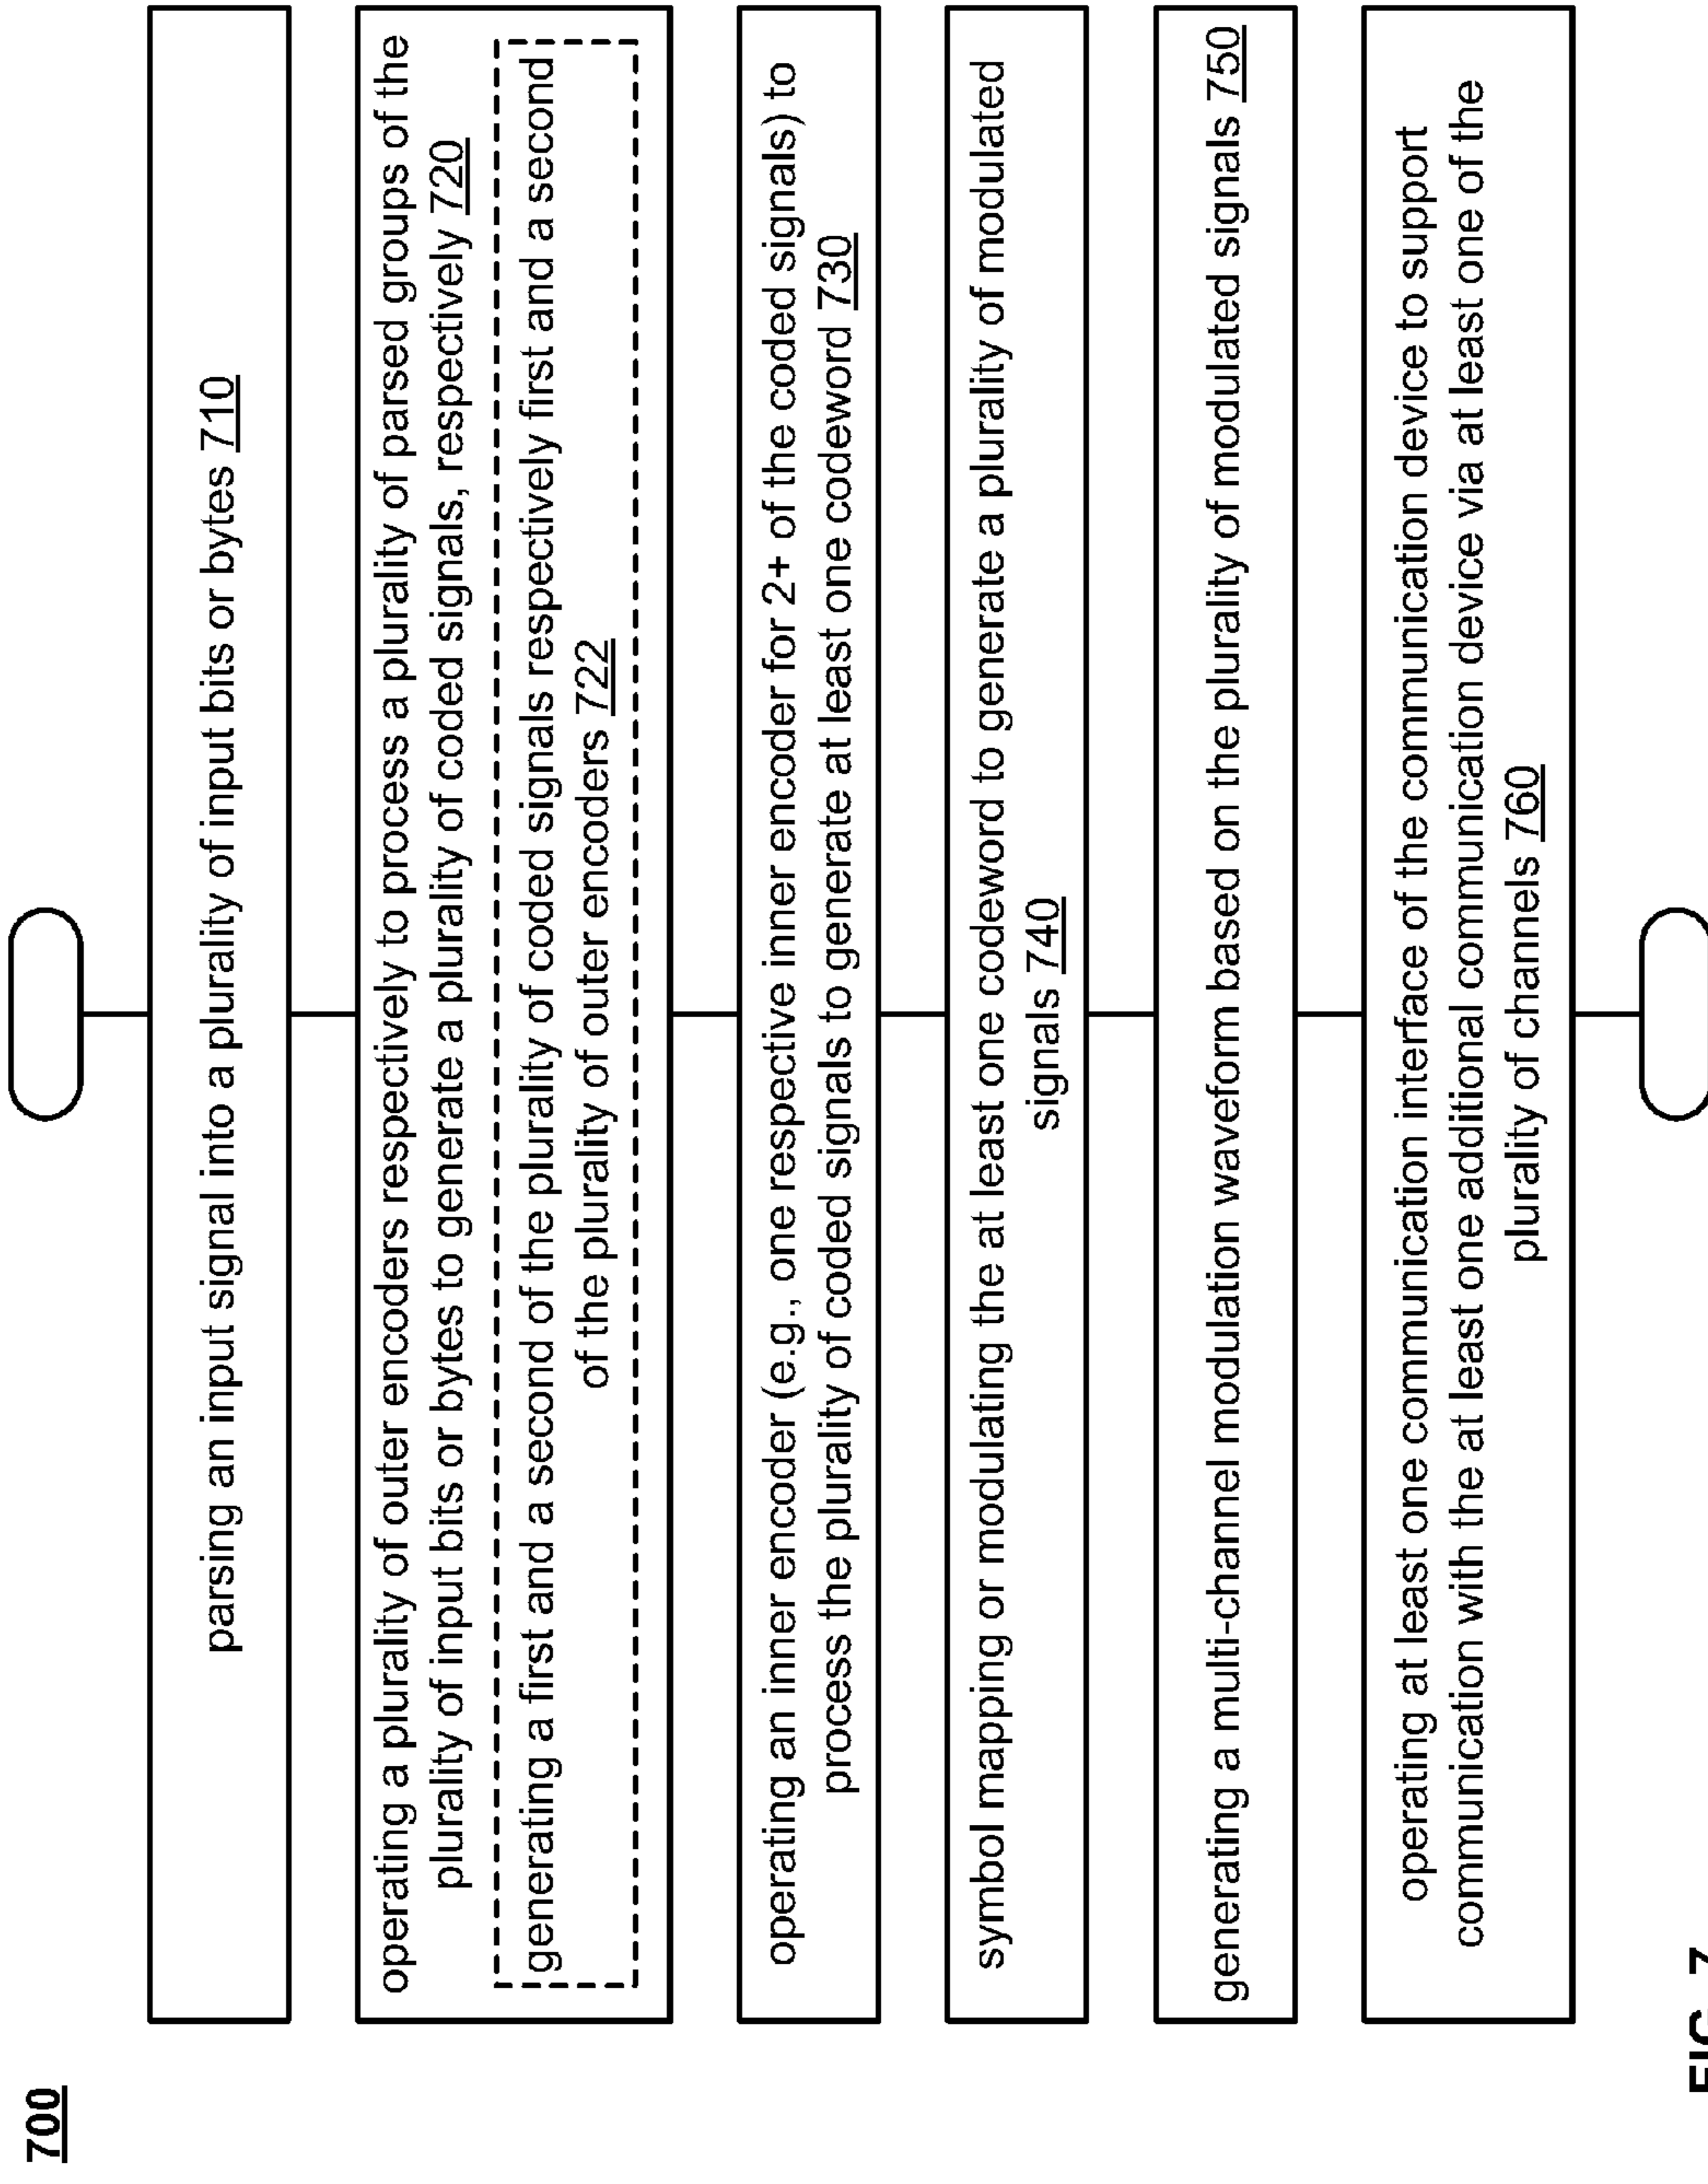 700
parsing an input signal into a plurality of input bits or bytes 710
operating a plurality of outer encoders respectively to process a plurality of parsed groups of the
plurality of input bits or bytes to generate a plurality of coded signals, respectively 720
generating a first and a second of the plurality of coded signals respectively first and a second
of the plurality of outer encoders 722
operating an inner encoder (e.g., one respective inner encoder for 2+ of the coded signals) to
process the plurality of coded signals to generate at least one codeword 730
symbol mapping or modulating the at least one codeword to generate a plurality of modulated
signals 740
generating a multi-channel modulation waveform based on the plurality of modulated signals 750
operating at least one communication interface of the communication device to support
communication with the at least one additional communication device via at least one of the
plurality of channels 760
FIG. 7